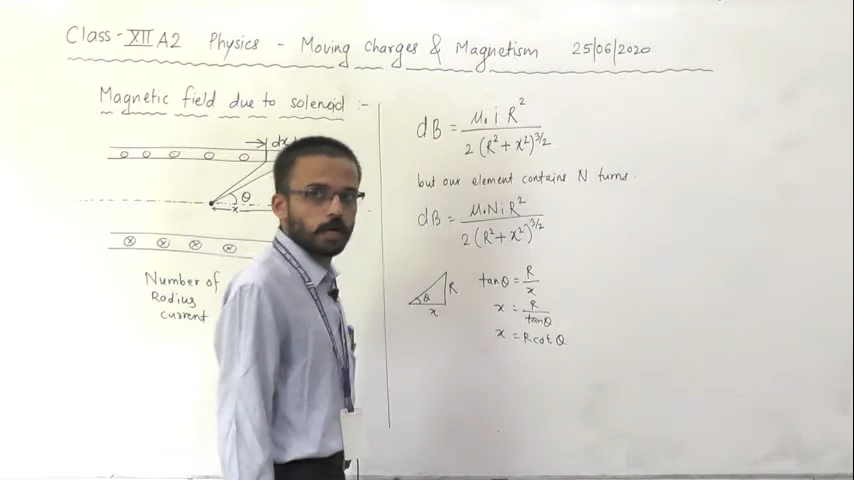 Class - XII A2 Physics - Moving charges & Magnetism 25/06/2020
Magnetic field due to solenoid :-
dx
θ
x
Number of
Radius
current
dB = μ₀ i R² / 2 (R² + x²)^3/2
but our element contains N turns.
dB = μ₀ N i R² / 2 (R² + x²)^3/2
θ R
x
tanθ = R / x
x = R / tanθ
x = R cot θ